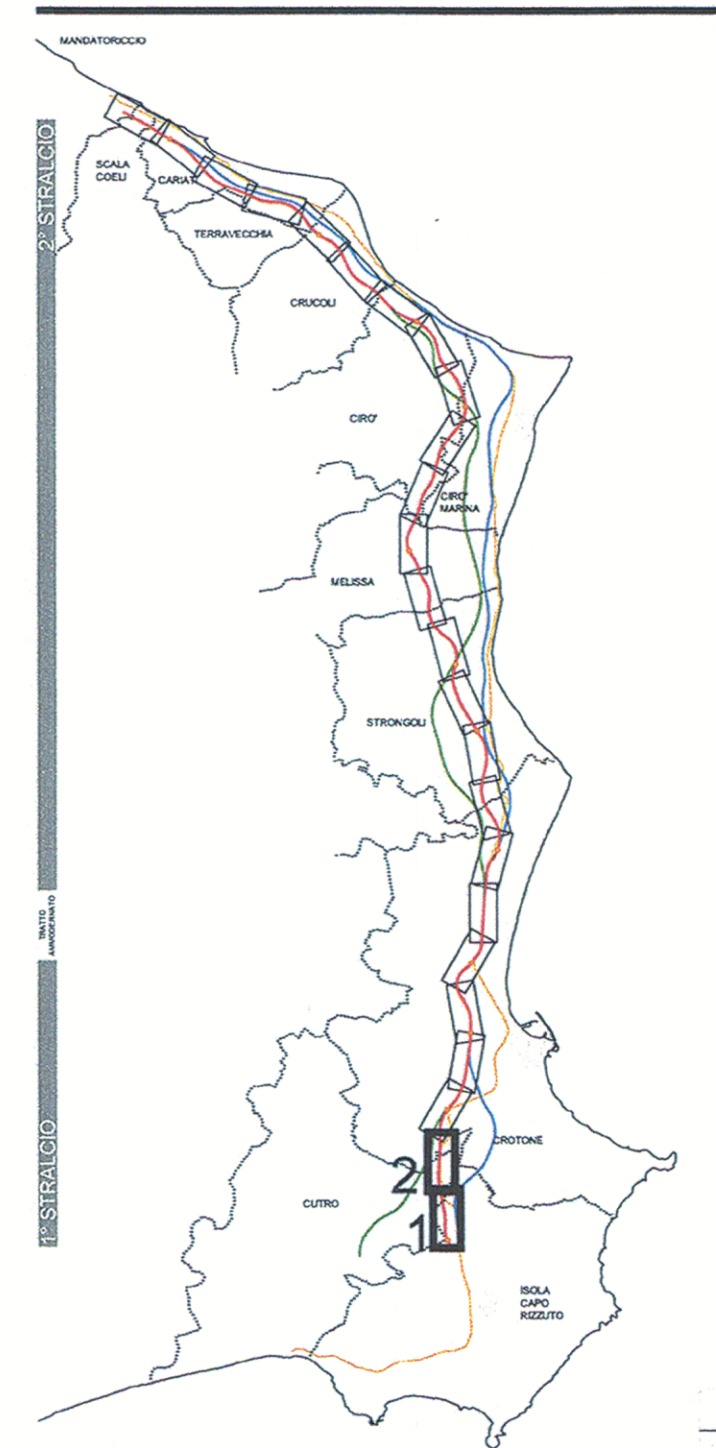 MANDATORICCIO
2° STRALCIO
SCALA
COELI
CARIATI
TERRAVECCHIA
CRUCOLI
CIRO'
CIRO'
MARINA
MELISSA
STRONGOLI
TRATTO
AMMODERNATO
1° STRALCIO
CROTONE
2
CUTRO
1
ISOLA
CAPO
RIZZUTO